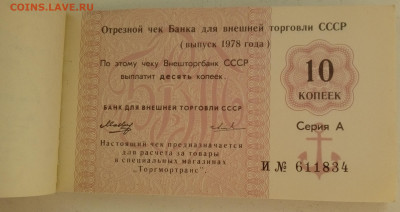 Отрезной чек Банка для внешней торговли СССР
(выпуск 1978 года)
По этому чеку Внешторгбанк СССР
выплатит десять копеек.
БАНК ДЛЯ ВНЕШНЕЙ ТОРГОВЛИ СССР
Настоящий чек предназначается
для расчета за товары
в специальных магазинах
"Торгмортранс".
10
КОПЕЕК
Серия А
И № 611834
coins.su